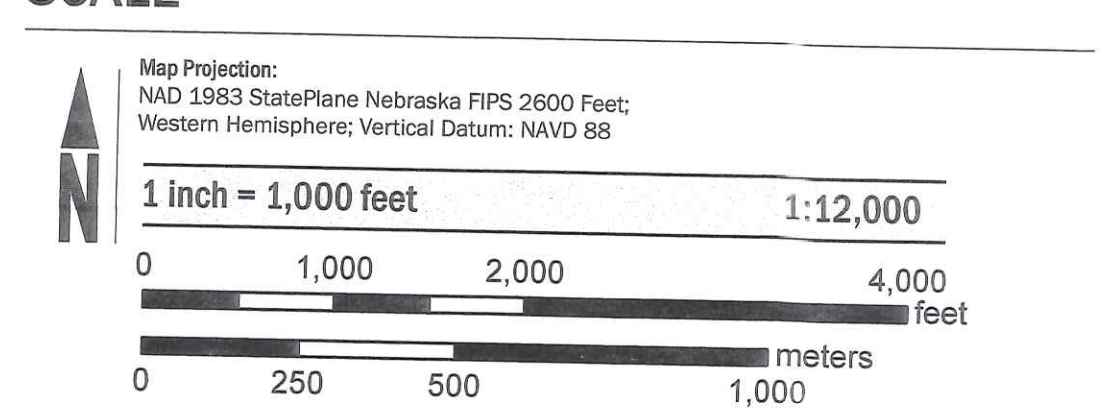 SCALE
Map Projection:
NAD 1983 StatePlane Nebraska FIPS 2600 Feet;
Western Hemisphere; Vertical Datum: NAVD 88
N
1 inch = 1,000 feet 1:12,000
0 1,000 2,000 4,000
feet
meters
0 250 500 1,000